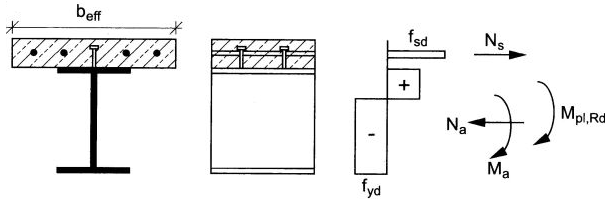 b_eff
f_sd
N_s
+
N_a
M_pl,Rd
-
M_a
f_yd